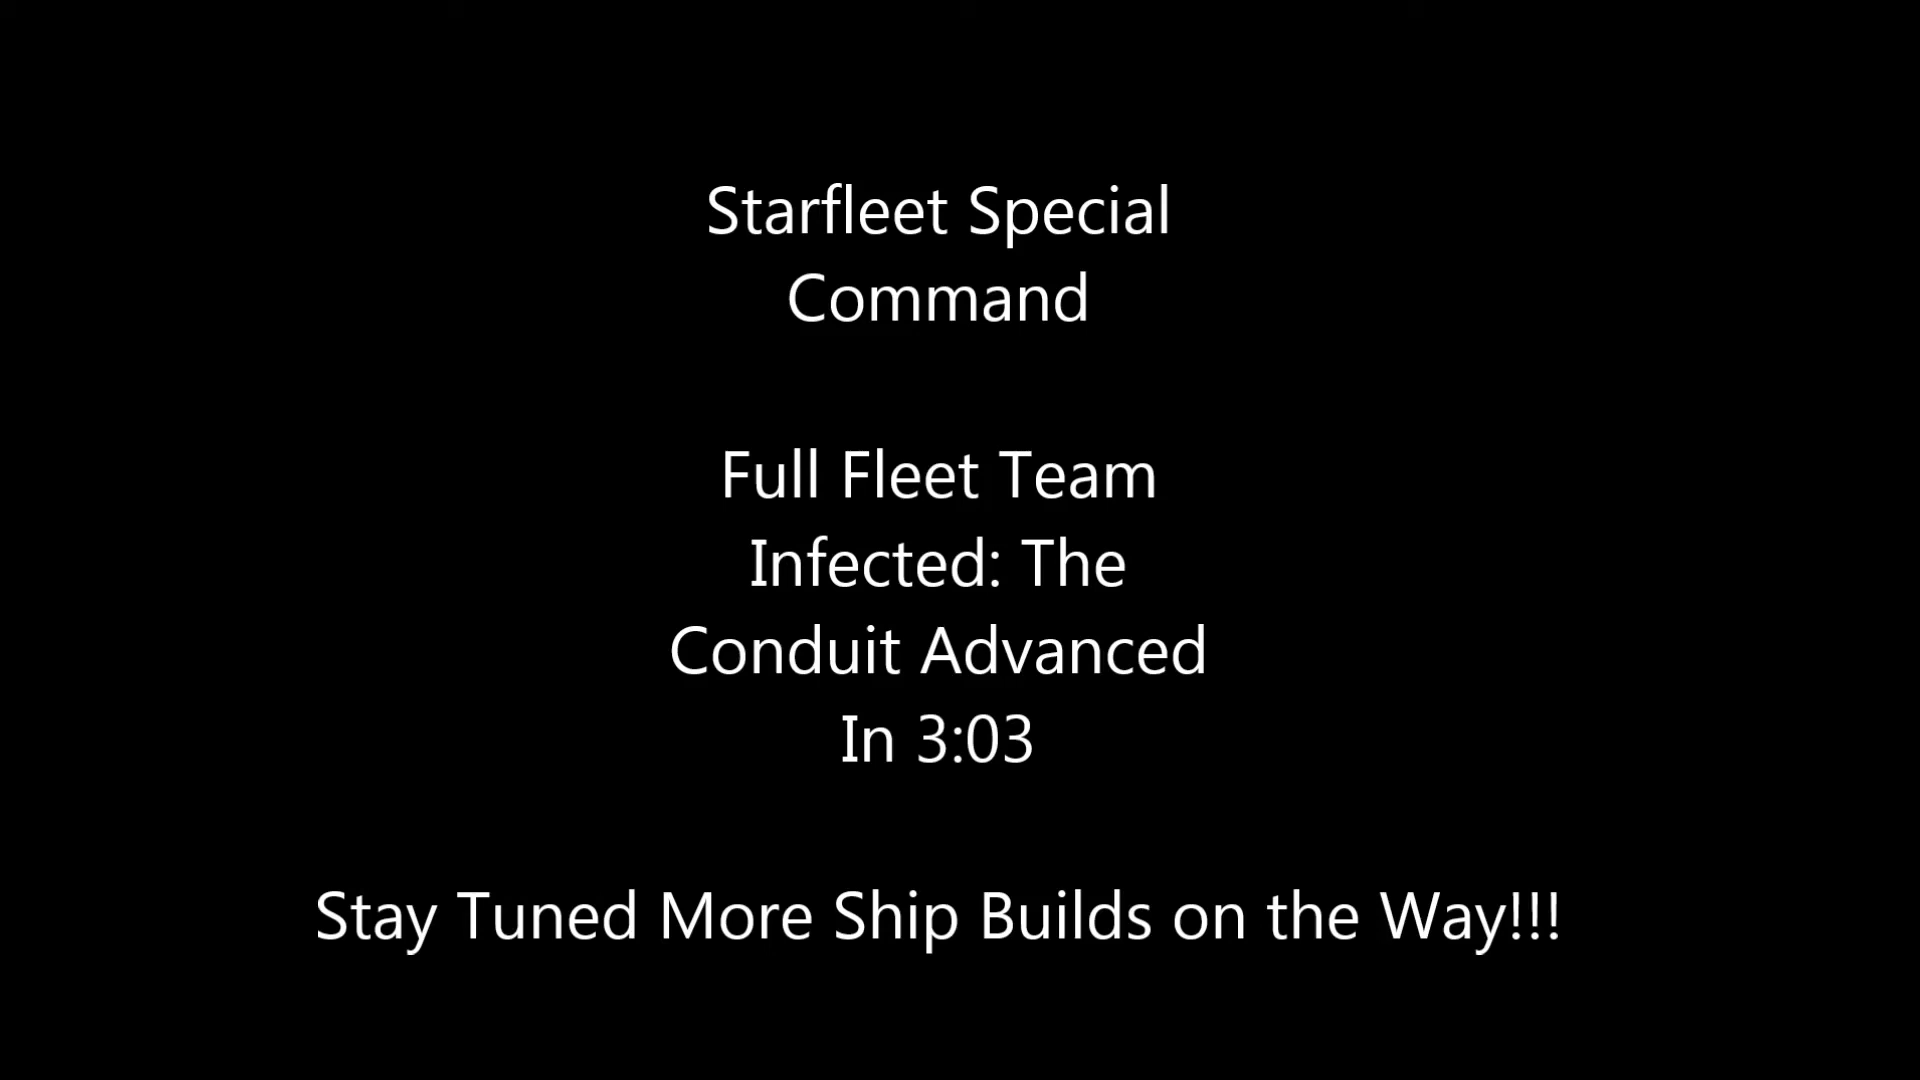 Starfleet Special
Command
Full Fleet Team
Infected: The
Conduit Advanced
In 3:03
Stay Tuned More Ship Builds on the Way!!!